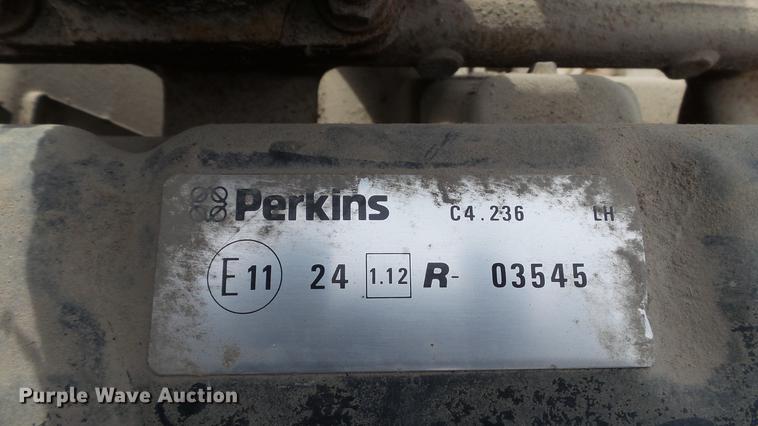 Perkins C4.236 LH
E11 24 1.12 R- 03545
Purple Wave Auction